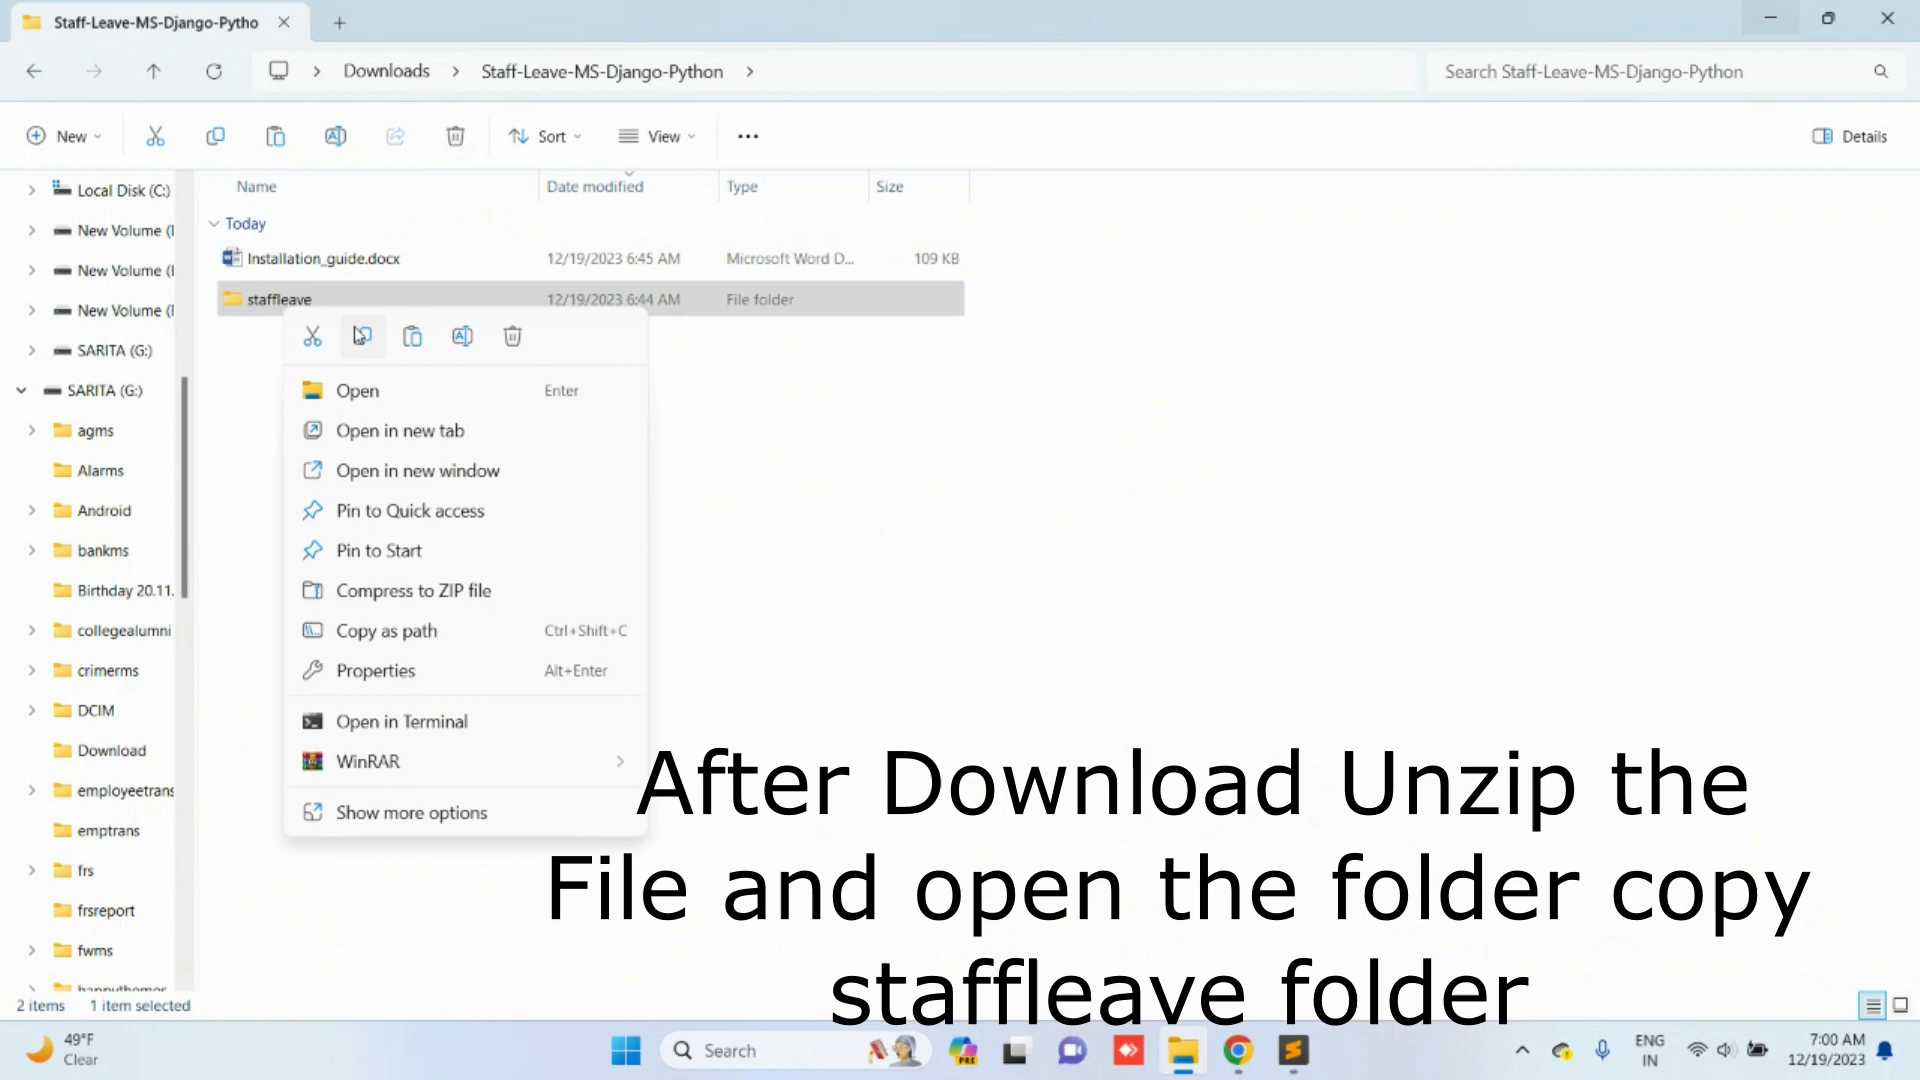 Staff-Leave-MS-Django-Pytho
Downloads > Staff-Leave-MS-Django-Python >
Search Staff-Leave-MS-Django-Python
New
Sort
View
Details
Name Date modified Type Size
Today
Installation_guide.docx 12/19/2023 6:45 AM Microsoft Word D... 109 KB
staffleave 12/19/2023 6:44 AM File folder
Local Disk (C:)
New Volume (
New Volume (
New Volume (
SARITA (G:)
SARITA (G:)
agms
Alarms
Android
bankms
Birthday 20.11.
collegealumni
crimerms
DCIM
Download
employeetrans
emptrans
frs
frsreport
fwms
Open Enter
Open in new tab
Open in new window
Pin to Quick access
Pin to Start
Compress to ZIP file
Copy as path Ctrl+Shift+C
Properties Alt+Enter
Open in Terminal
WinRAR
Show more options
After Download Unzip the
File and open the folder copy
staffleave folder
2 items 1 item selected
49°F
Clear
Search
PRE
ENG
IN
7:00 AM
12/19/2023